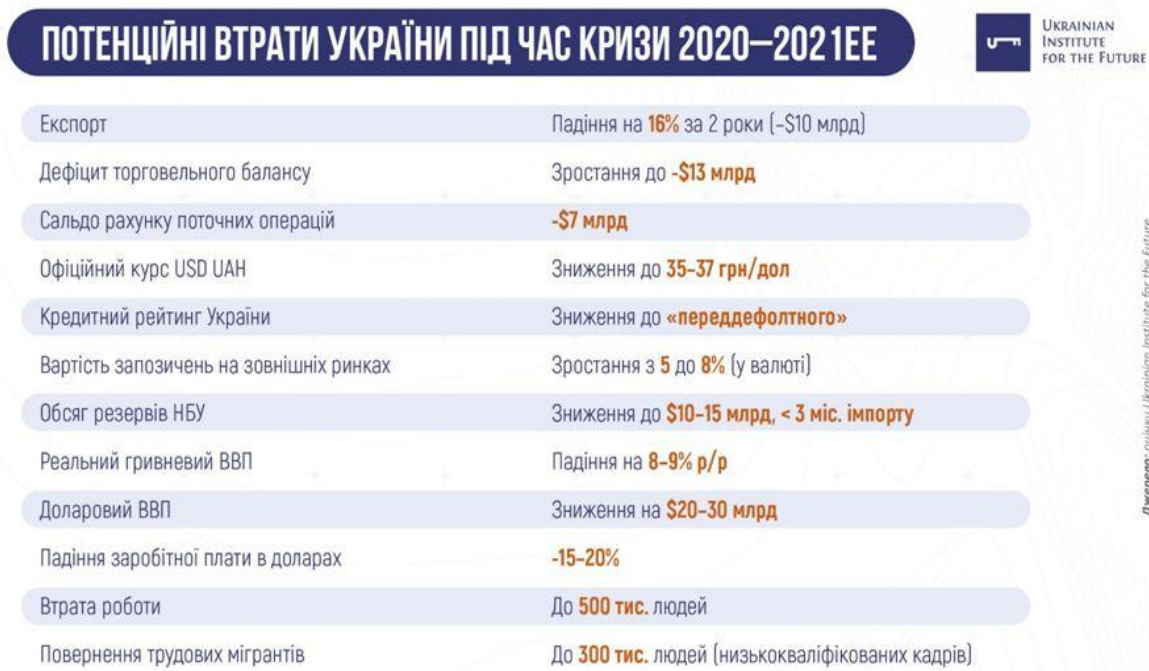 ПОТЕНЦІЙНІ ВТРАТИ УКРАЇНИ ПІД ЧАС КРИЗИ 2020–2021ЕЕ
UKRAINIAN
INSTITUTE
FOR THE FUTURE
Експорт Падіння на 16% за 2 роки (-$10 млрд)
Дефіцит торговельного балансу Зростання до -$13 млрд
Сальдо рахунку поточних операцій -$7 млрд
Офіційний курс USD UAH Зниження до 35–37 грн/дол
Кредитний рейтинг України Зниження до «переддефолтного»
Вартість запозичень на зовнішніх ринках Зростання з 5 до 8% (у валюті)
Обсяг резервів НБУ Зниження до $10–15 млрд, < 3 міс. імпорту
Реальний гривневий ВВП Падіння на 8–9% р/р
Доларовий ВВП Зниження на $20–30 млрд
Падіння заробітної плати в доларах -15–20%
Втрата роботи До 500 тис. людей
Повернення трудових мігрантів До 300 тис. людей (низькокваліфікованих кадрів)
Джерело: оцінки Ukrainian Institute for the Future